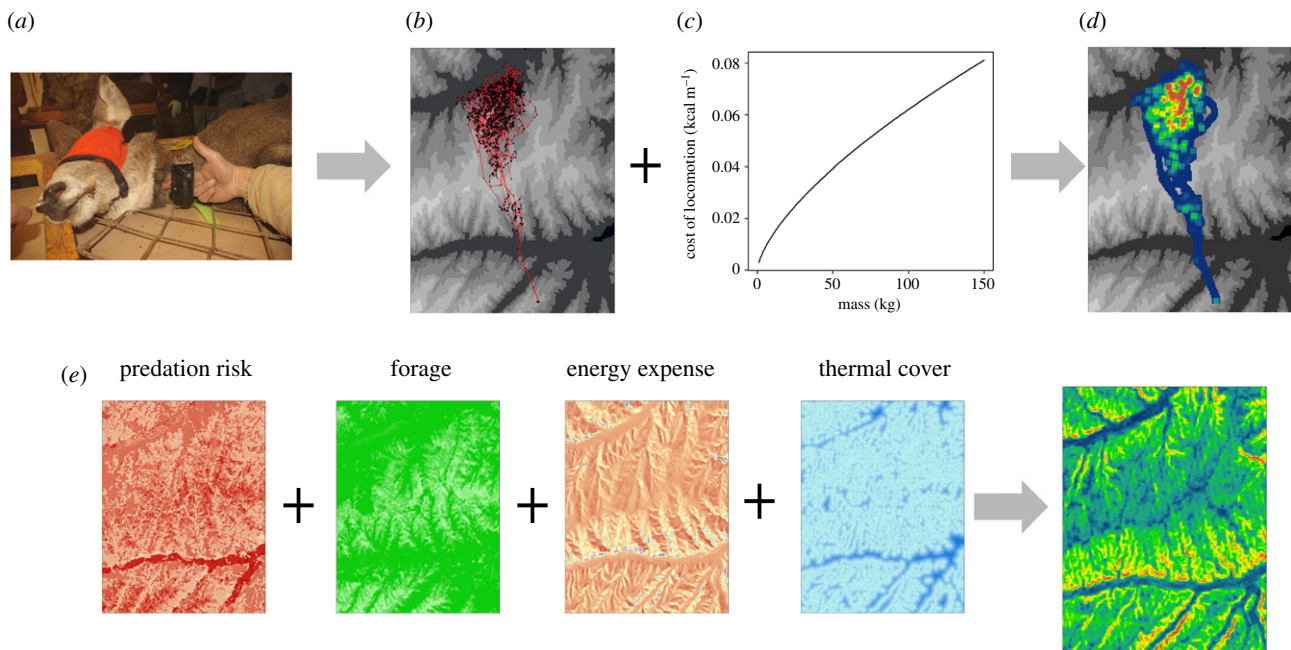 (a)
(b)
(c)
(d)
cost of locomotion (kcal m⁻¹)
0.08
0.06
0.04
0.02
0
0
50
100
150
mass (kg)
+
(e)
predation risk
forage
energy expense
thermal cover
+
+
+